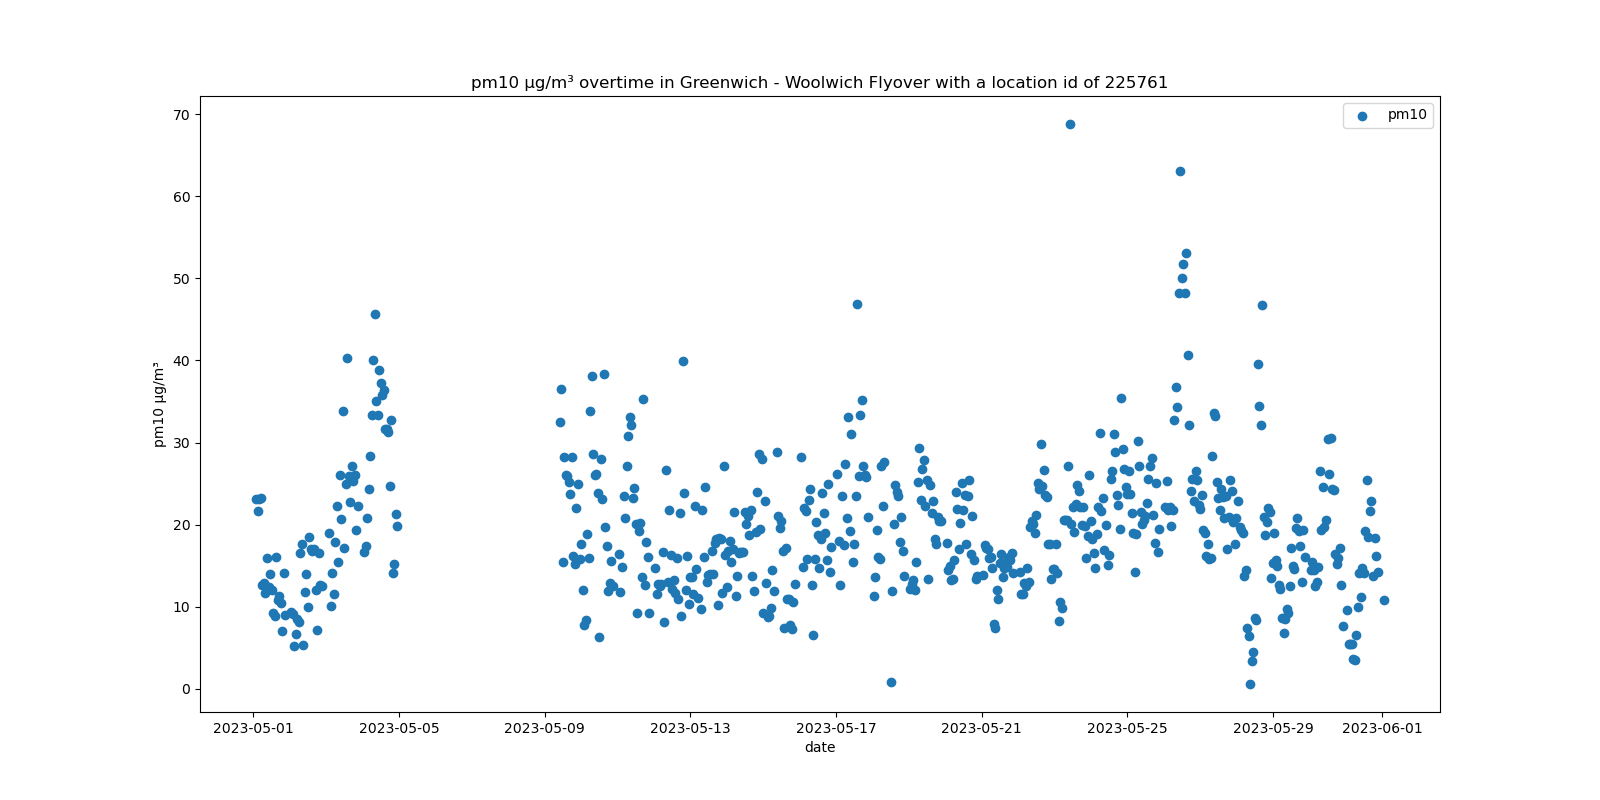 pm10 µg/m³ overtime in Greenwich - Woolwich Flyover with a location id of 225761
pm10
70
60
50
40
30
20
10
0
pm10 µg/m³
2023-05-01 2023-05-05 2023-05-09 2023-05-13 2023-05-17 2023-05-21 2023-05-25 2023-05-29 2023-06-01
date